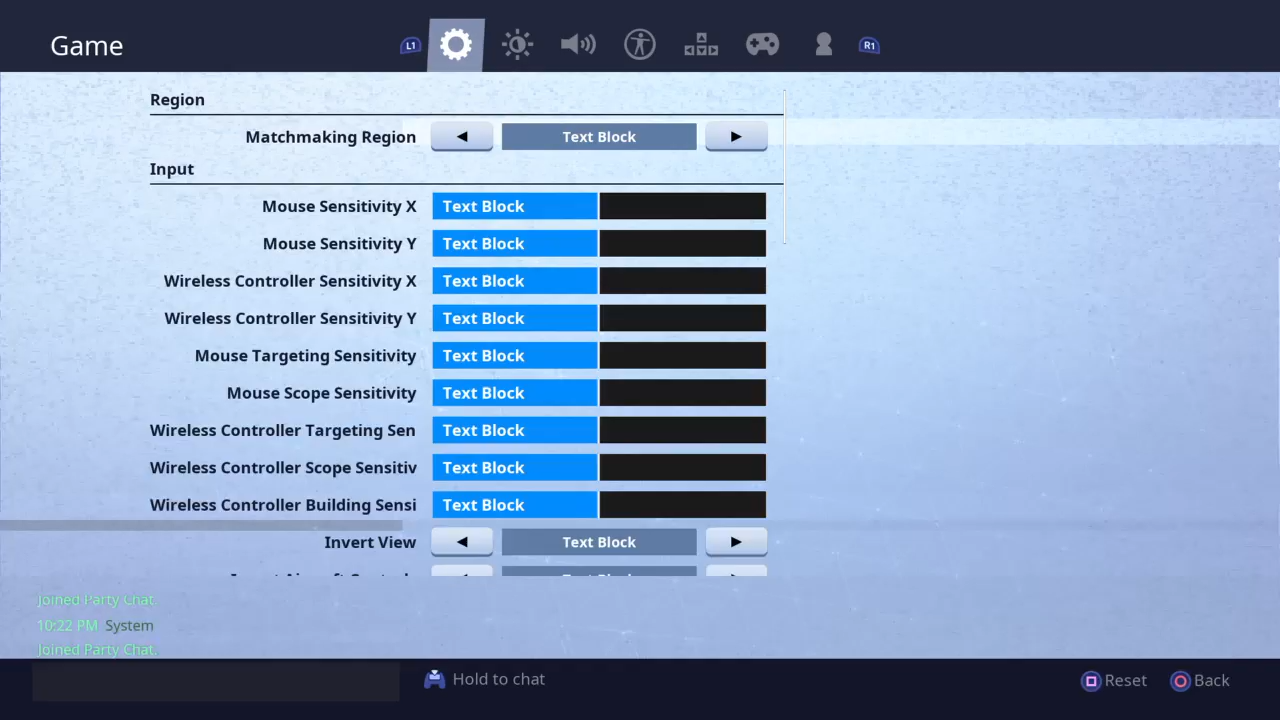 Game
L1
R1
Region
Matchmaking Region Text Block
Input
Mouse Sensitivity X Text Block
Mouse Sensitivity Y Text Block
Wireless Controller Sensitivity X Text Block
Wireless Controller Sensitivity Y Text Block
Mouse Targeting Sensitivity Text Block
Mouse Scope Sensitivity Text Block
Wireless Controller Targeting Sen Text Block
Wireless Controller Scope Sensitiv Text Block
Wireless Controller Building Sensi Text Block
Invert View Text Block
Joined Party Chat
10:22 PM System
Joined Party Chat.
Hold to chat
Reset
Back